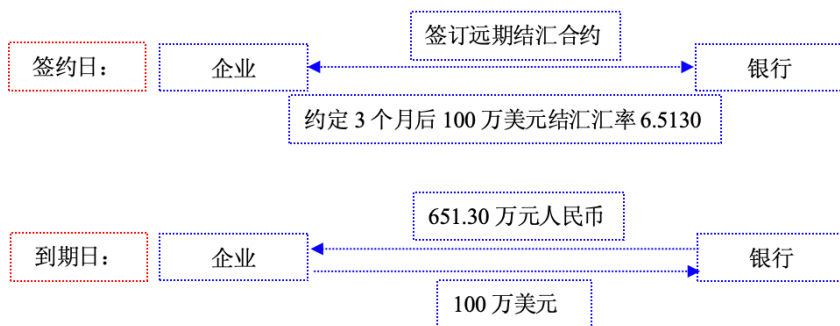 签订远期结汇合约
签约日：
企业
银行
约定 3 个月后 100 万美元结汇汇率 6.5130
651.30 万元人民币
到期日：
企业
银行
100 万美元